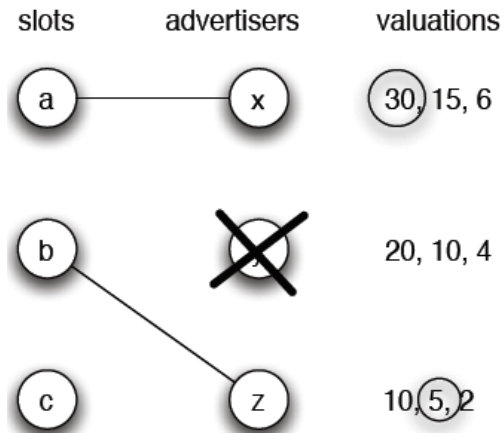 slots advertisers valuations
a x 30, 15, 6
b 20, 10, 4
c z 10, 5, 2